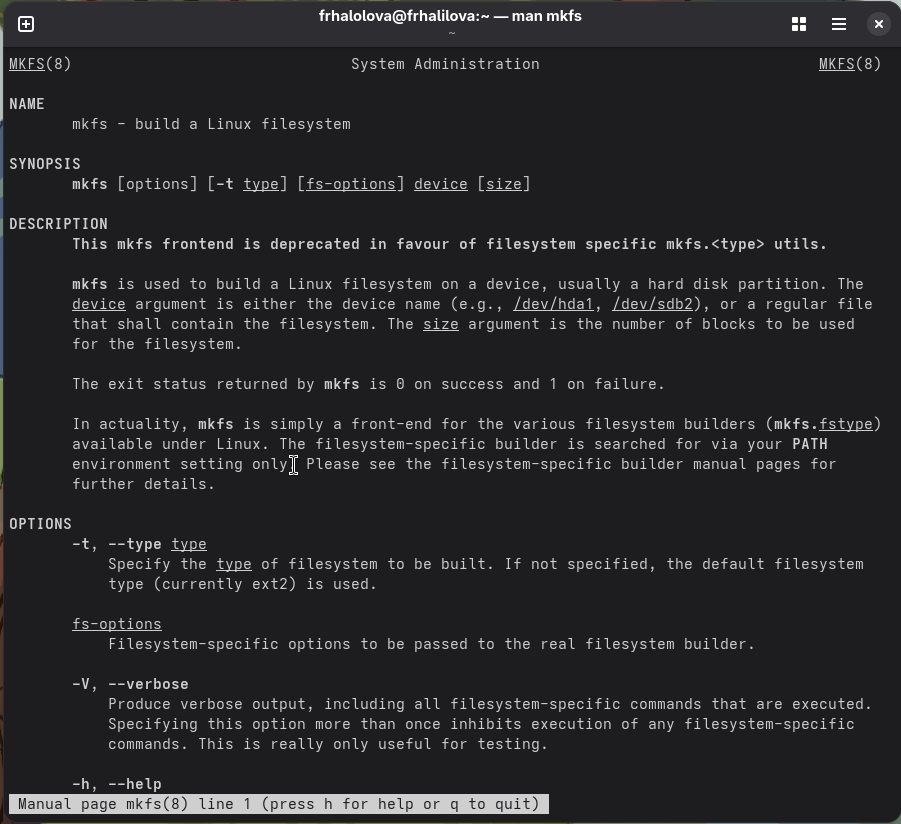 frhalolova@frhalilova:~ — man mkfs
~
MKFS(8) System Administration MKFS(8)
NAME
mkfs - build a Linux filesystem
SYNOPSIS
mkfs [options] [-t type] [fs-options] device [size]
DESCRIPTION
This mkfs frontend is deprecated in favour of filesystem specific mkfs.<type> utils.
mkfs is used to build a Linux filesystem on a device, usually a hard disk partition. The
device argument is either the device name (e.g., /dev/hda1, /dev/sdb2), or a regular file
that shall contain the filesystem. The size argument is the number of blocks to be used
for the filesystem.
The exit status returned by mkfs is 0 on success and 1 on failure.
In actuality, mkfs is simply a front-end for the various filesystem builders (mkfs.fstype)
available under Linux. The filesystem-specific builder is searched for via your PATH
environment setting only. Please see the filesystem-specific builder manual pages for
further details.
OPTIONS
-t, --type type
Specify the type of filesystem to be built. If not specified, the default filesystem
type (currently ext2) is used.
fs-options
Filesystem-specific options to be passed to the real filesystem builder.
-V, --verbose
Produce verbose output, including all filesystem-specific commands that are executed.
Specifying this option more than once inhibits execution of any filesystem-specific
commands. This is really only useful for testing.
-h, --help
Manual page mkfs(8) line 1 (press h for help or q to quit)